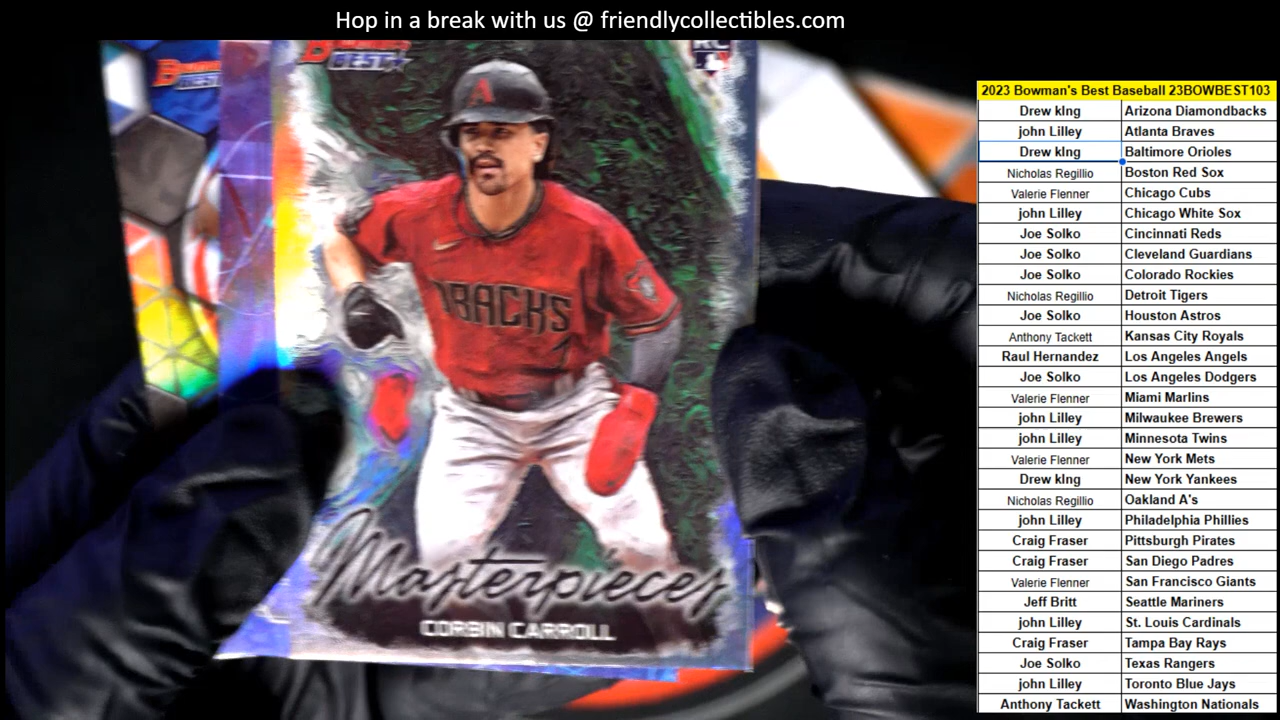 Hop in a break with us @ friendlycollectibles.com
BOWMAN'S
BEST
RC
A
DBACKS
1
Masterpieces
CORBIN CARROLL
2023 Bowman's Best Baseball 23BOWBEST103
Drew kIng Arizona Diamondbacks
john Lilley Atlanta Braves
Drew kIng Baltimore Orioles
Nicholas Regillio Boston Red Sox
Valerie Flenner Chicago Cubs
john Lilley Chicago White Sox
Joe Solko Cincinnati Reds
Joe Solko Cleveland Guardians
Joe Solko Colorado Rockies
Nicholas Regillio Detroit Tigers
Joe Solko Houston Astros
Anthony Tackett Kansas City Royals
Raul Hernandez Los Angeles Angels
Joe Solko Los Angeles Dodgers
Valerie Flenner Miami Marlins
john Lilley Milwaukee Brewers
john Lilley Minnesota Twins
Valerie Flenner New York Mets
Drew kIng New York Yankees
Nicholas Regillio Oakland A's
john Lilley Philadelphia Phillies
Craig Fraser Pittsburgh Pirates
Craig Fraser San Diego Padres
Valerie Flenner San Francisco Giants
Jeff Britt Seattle Mariners
john Lilley St. Louis Cardinals
Craig Fraser Tampa Bay Rays
Joe Solko Texas Rangers
john Lilley Toronto Blue Jays
Anthony Tackett Washington Nationals